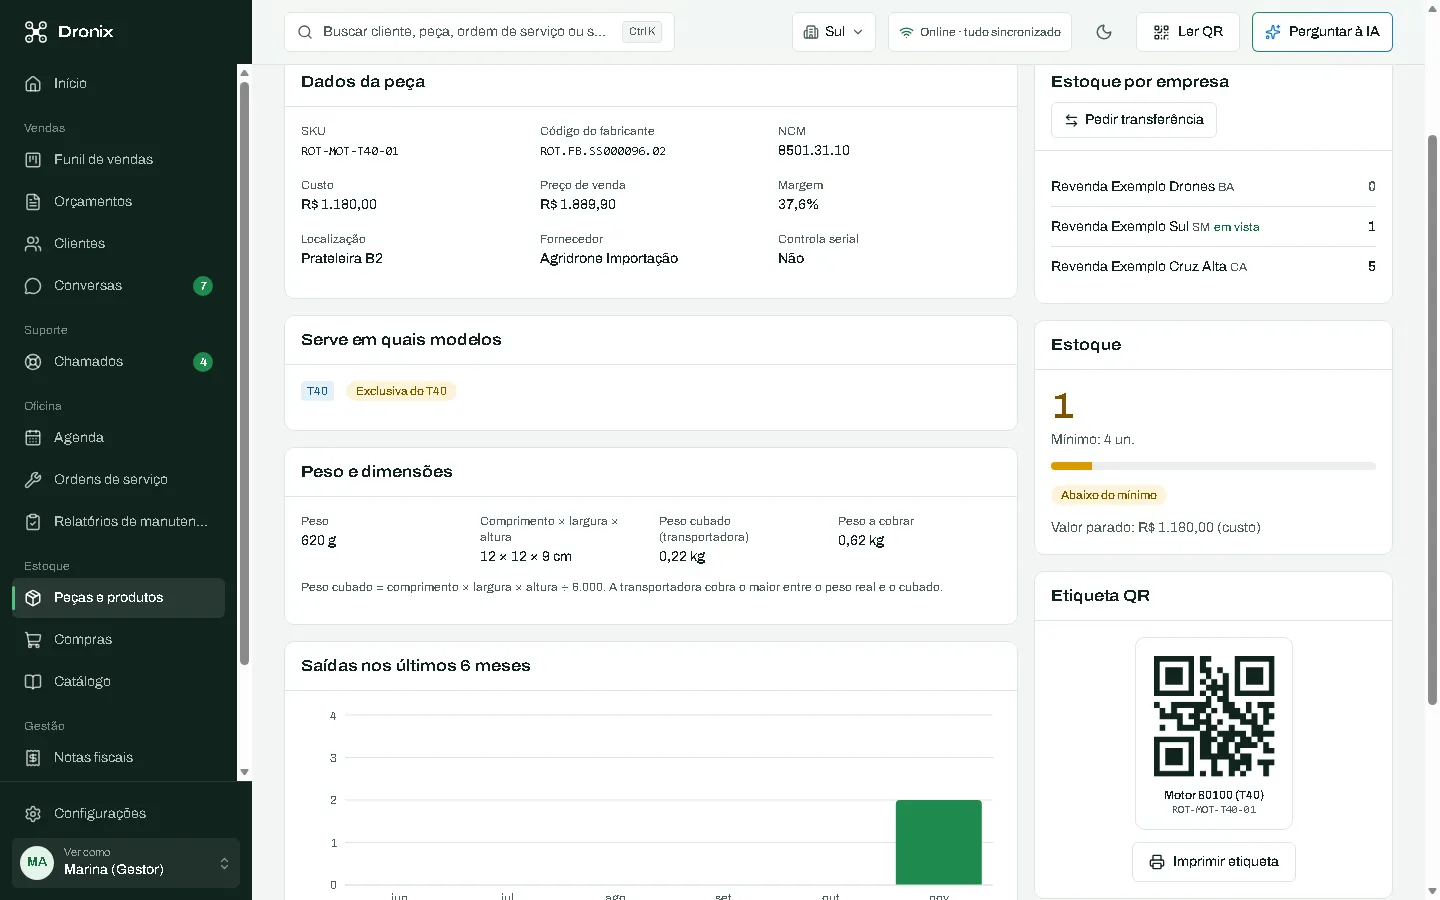 Dronix
Buscar cliente, peça, ordem de serviço ou s...
Ctrl K
Sul
Online · tudo sincronizado
Ler QR
Perguntar à IA
Início
Vendas
Funil de vendas
Orçamentos
Clientes
Conversas
7
Suporte
Chamados
4
Oficina
Agenda
Ordens de serviço
Relatórios de manuten...
Estoque
Peças e produtos
Compras
Catálogo
Gestão
Notas fiscais
Configurações
MA
Ver como
Marina (Gestor)
Dados da peça
SKU
ROT-MOT-T40-01
Código do fabricante
ROT.FB.SS000096.02
NCM
8501.31.10
Custo
R$ 1.180,00
Preço de venda
R$ 1.889,90
Margem
37,6%
Localização
Prateleira B2
Fornecedor
Agridrone Importação
Controla serial
Não
Serve em quais modelos
T40
Exclusiva do T40
Peso e dimensões
Peso
620 g
Comprimento × largura ×
altura
12 × 12 × 9 cm
Peso cubado
(transportadora)
0,22 kg
Peso a cobrar
0,62 kg
Peso cubado = comprimento × largura × altura ÷ 6.000. A transportadora cobra o maior entre o peso real e o cubado.
Saídas nos últimos 6 meses
4
3
2
1
0
jun
jul
ago
set
out
nov
Estoque por empresa
Pedir transferência
Revenda Exemplo Drones BA
0
Revenda Exemplo Sul SM em vista
1
Revenda Exemplo Cruz Alta CA
5
Estoque
1
Mínimo: 4 un.
Abaixo do mínimo
Valor parado: R$ 1.180,00 (custo)
Etiqueta QR
Motor 80100 (T40)
ROT-MOT-T40-01
Imprimir etiqueta